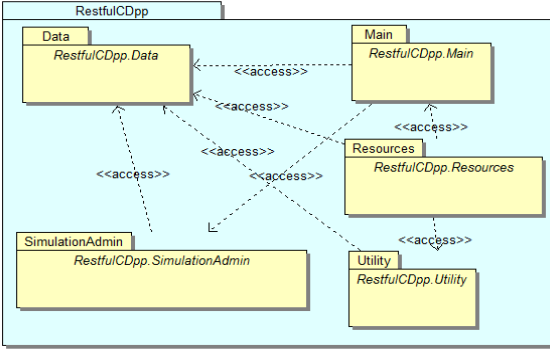 RestfulCDpp
Data
RestfulCDpp.Data
Main
RestfulCDpp.Main
<<access>>
<<access>>
<<access>>
Resources
RestfulCDpp.Resources
<<access>>
<<access>>
<<access>>
SimulationAdmin
RestfulCDpp.SimulationAdmin
<<access>>
Utility
RestfulCDpp.Utility